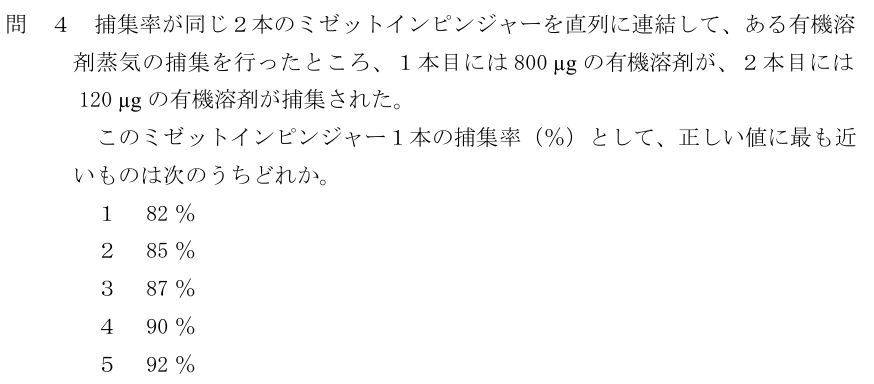 問　４　捕集率が同じ２本のミゼットインピンジャーを直列に連結して、ある有機溶
剤蒸気の捕集を行ったところ、１本目には 800 µg の有機溶剤が、２本目には
120 µg の有機溶剤が捕集された。
このミゼットインピンジャー１本の捕集率（％）として、正しい値に最も近
いものは次のうちどれか。
１　82 ％
２　85 ％
３　87 ％
４　90 ％
５　92 ％